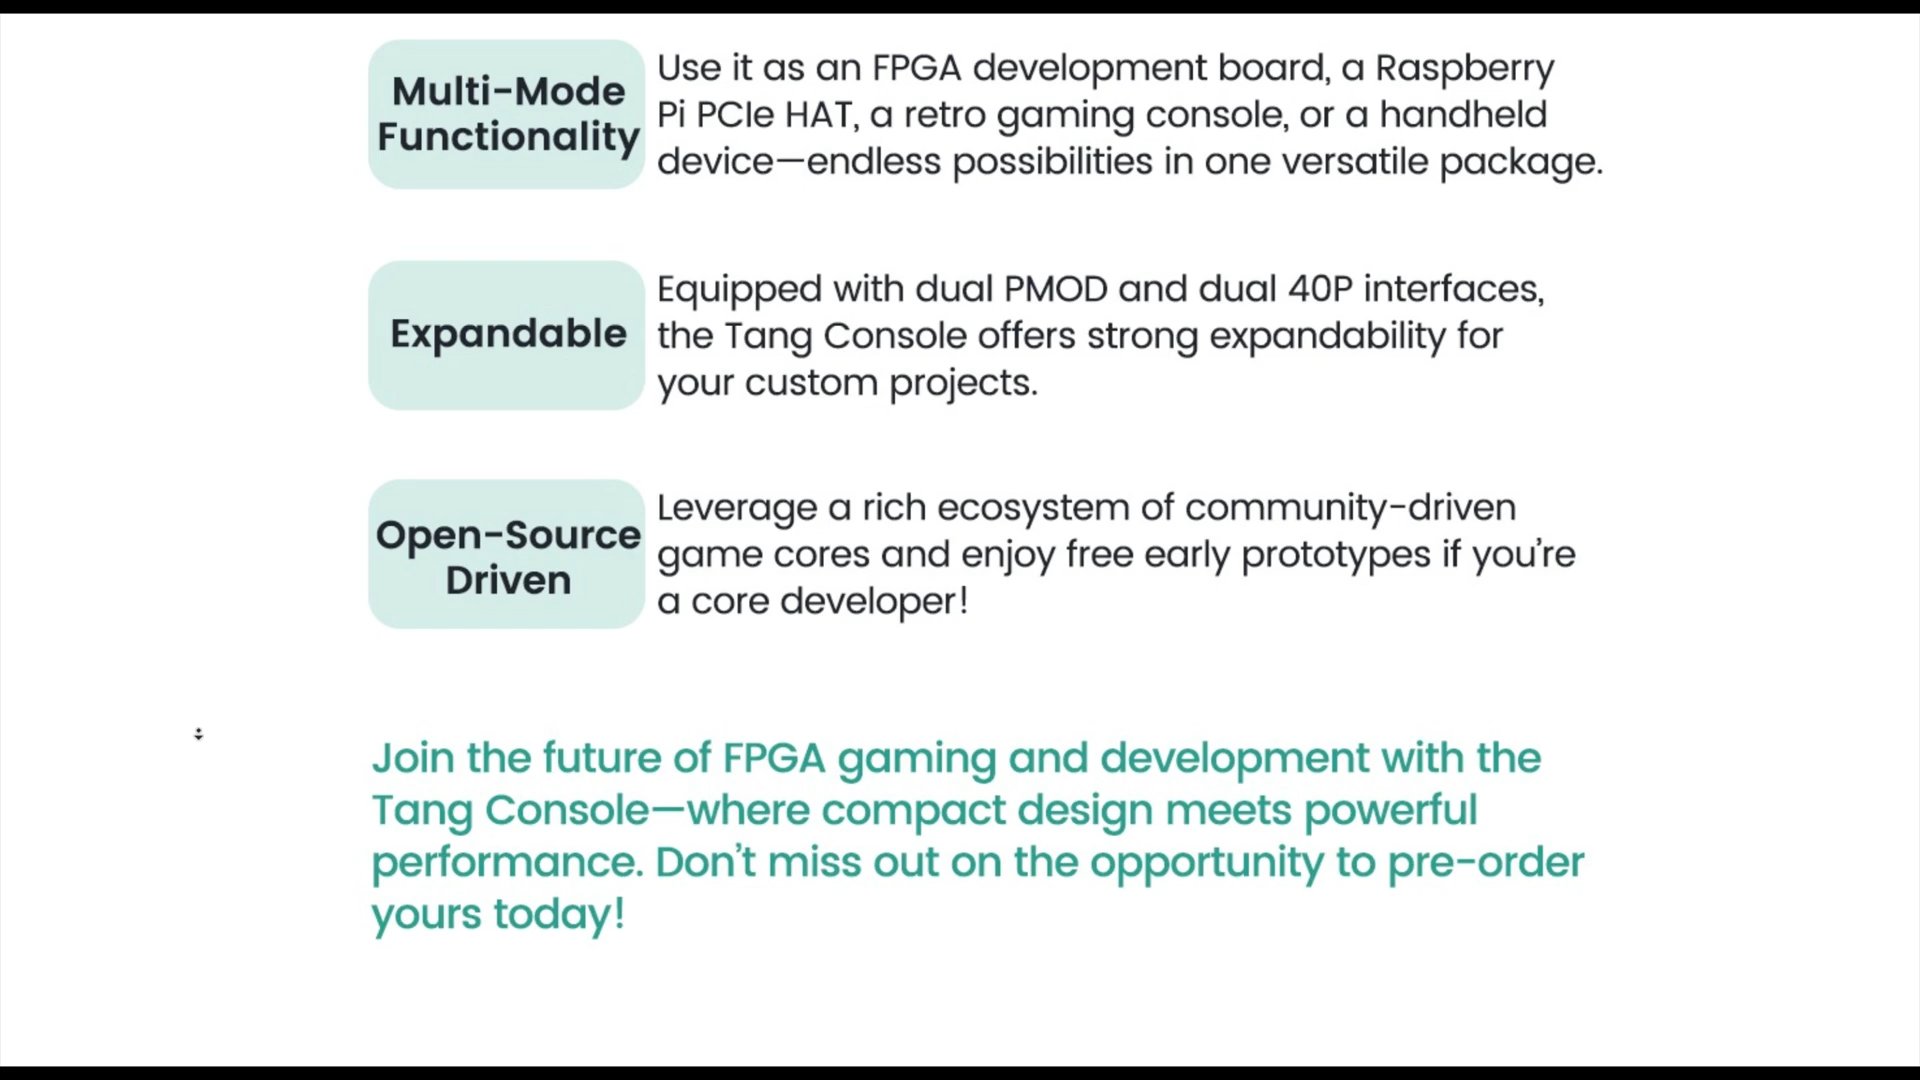 Multi-Mode
Functionality
Use it as an FPGA development board, a Raspberry
Pi PCIe HAT, a retro gaming console, or a handheld
device—endless possibilities in one versatile package.
Expandable
Equipped with dual PMOD and dual 40P interfaces,
the Tang Console offers strong expandability for
your custom projects.
Open-Source
Driven
Leverage a rich ecosystem of community-driven
game cores and enjoy free early prototypes if you're
a core developer!
Join the future of FPGA gaming and development with the
Tang Console—where compact design meets powerful
performance. Don't miss out on the opportunity to pre-order
yours today!